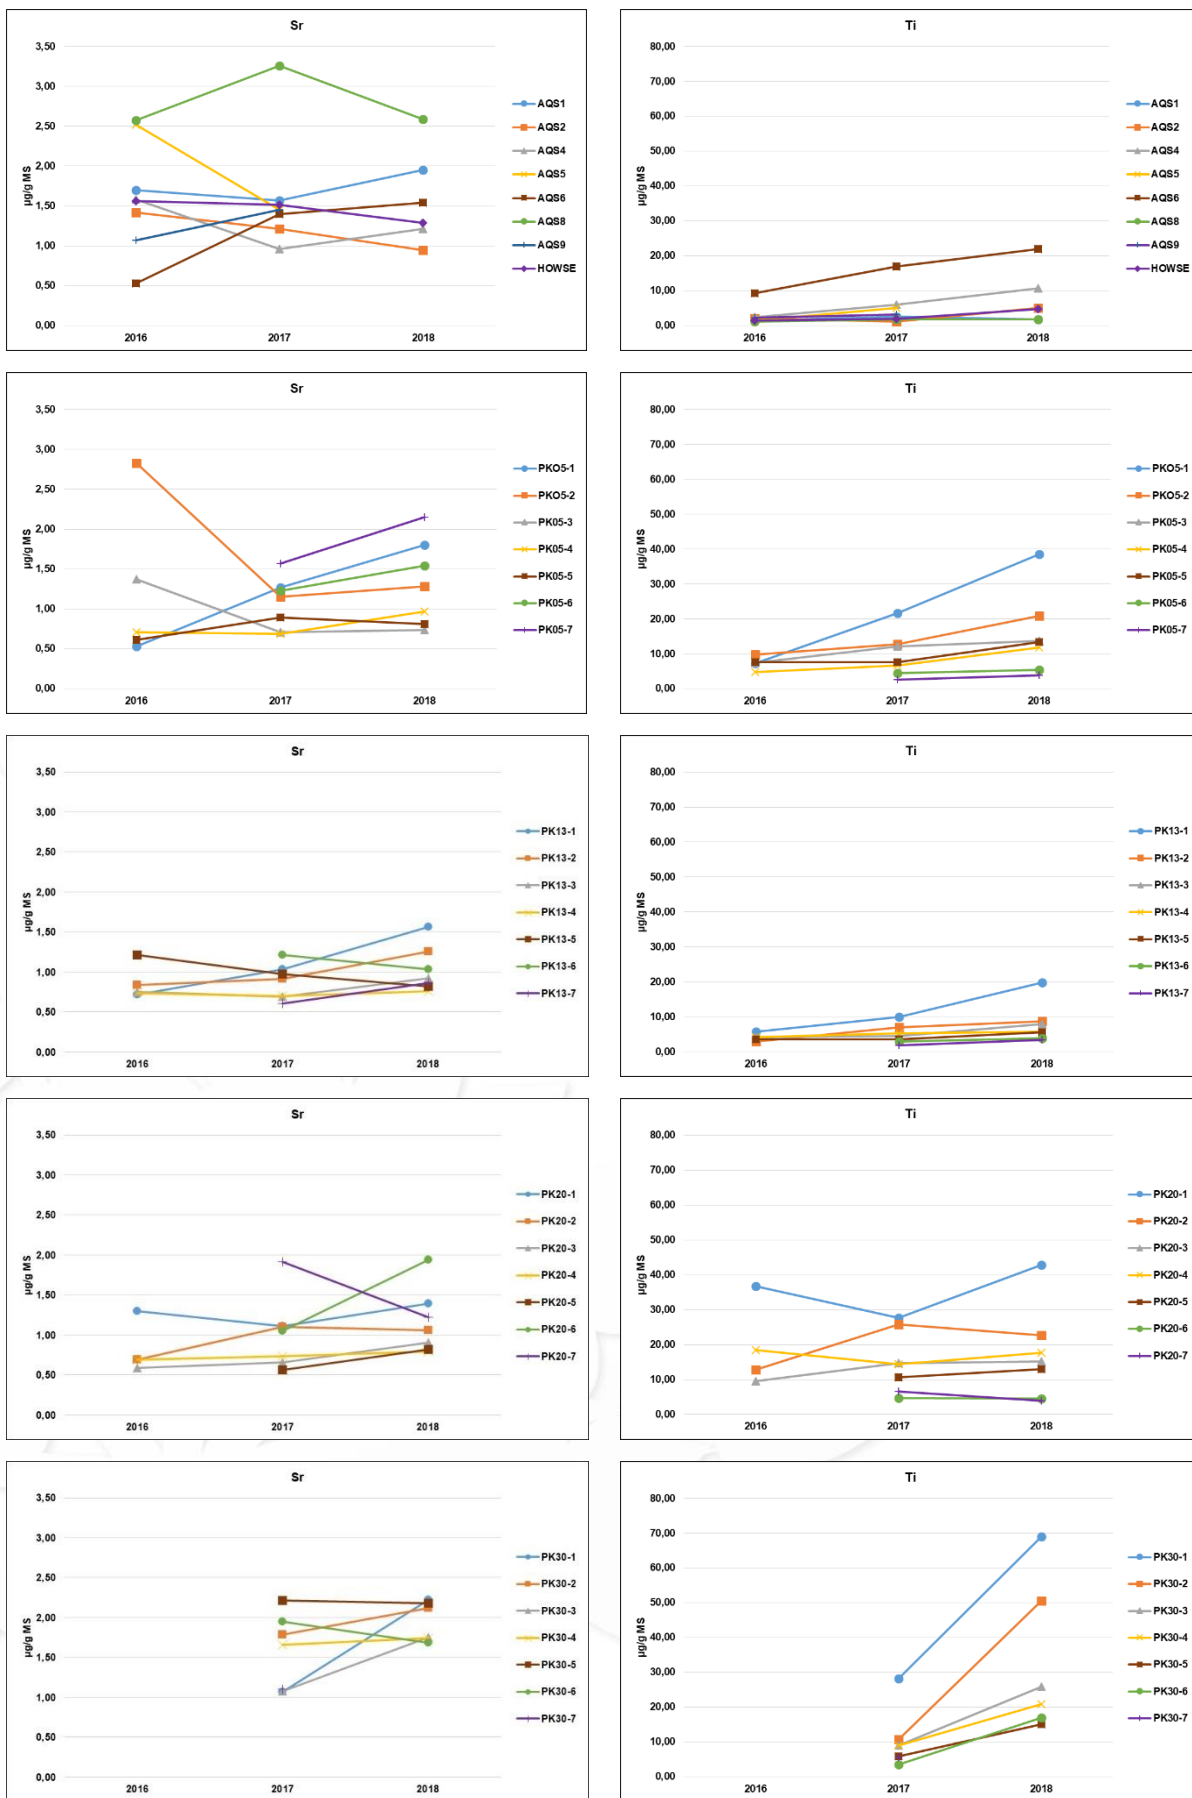 Sr
3,50
3,00
2,50
2,00
1,50
1,00
0,50
0,00
µg/g MS
2016 2017 2018
AQS1
AQS2
AQS4
AQS5
AQS6
AQS8
AQS9
HOWSE
Ti
80,00
70,00
60,00
50,00
40,00
30,00
20,00
10,00
0,00
µg/g MS
2016 2017 2018
AQS1
AQS2
AQS4
AQS5
AQS6
AQS8
AQS9
HOWSE
Sr
3,50
3,00
2,50
2,00
1,50
1,00
0,50
0,00
µg/g MS
2016 2017 2018
PKO5-1
PKO5-2
PK05-3
PK05-4
PK05-5
PK05-6
PK05-7
Ti
80,00
70,00
60,00
50,00
40,00
30,00
20,00
10,00
0,00
µg/g MS
2016 2017 2018
PKO5-1
PKO5-2
PK05-3
PK05-4
PK05-5
PK05-6
PK05-7
Sr
3,50
3,00
2,50
2,00
1,50
1,00
0,50
0,00
µg/g MS
2016 2017 2018
PK13-1
PK13-2
PK13-3
PK13-4
PK13-5
PK13-6
PK13-7
Ti
80,00
70,00
60,00
50,00
40,00
30,00
20,00
10,00
0,00
µg/g MS
2016 2017 2018
PK13-1
PK13-2
PK13-3
PK13-4
PK13-5
PK13-6
PK13-7
Sr
3,50
3,00
2,50
2,00
1,50
1,00
0,50
0,00
µg/g MS
2016 2017 2018
PK20-1
PK20-2
PK20-3
PK20-4
PK20-5
PK20-6
PK20-7
Ti
80,00
70,00
60,00
50,00
40,00
30,00
20,00
10,00
0,00
µg/g MS
2016 2017 2018
PK20-1
PK20-2
PK20-3
PK20-4
PK20-5
PK20-6
PK20-7
Sr
3,50
3,00
2,50
2,00
1,50
1,00
0,50
0,00
µg/g MS
2016 2017 2018
PK30-1
PK30-2
PK30-3
PK30-4
PK30-5
PK30-6
PK30-7
Ti
80,00
70,00
60,00
50,00
40,00
30,00
20,00
10,00
0,00
µg/g MS
2016 2017 2018
PK30-1
PK30-2
PK30-3
PK30-4
PK30-5
PK30-6
PK30-7